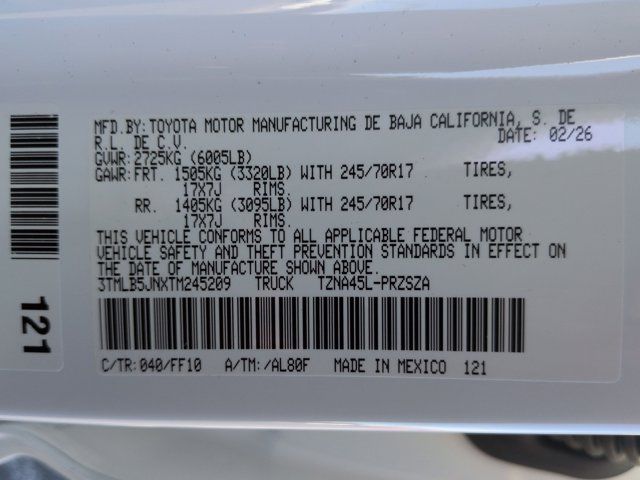 MFD.BY:TOYOTA MOTOR MANUFACTURING DE BAJA CALIFORNIA, S. DE
R.L. DE C.V. DATE: 02/26
GVWR: 2725KG (6005LB)
GAWR:FRT. 1505KG (3320LB) WITH 245/70R17 TIRES,
17X7J RIMS.
RR. 1405KG (3095LB) WITH 245/70R17 TIRES,
17X7J RIMS.
THIS VEHICLE CONFORMS TO ALL APPLICABLE FEDERAL MOTOR
VEHICLE SAFETY AND THEFT PREVENTION STANDARDS IN EFFECT ON
THE DATE OF MANUFACTURE SHOWN ABOVE.
3TMLB5JNXTM245209 TRUCK TZNA45L-PRZSZA
C/TR:040/FF10 A/TM:/AL80F MADE IN MEXICO 121
121